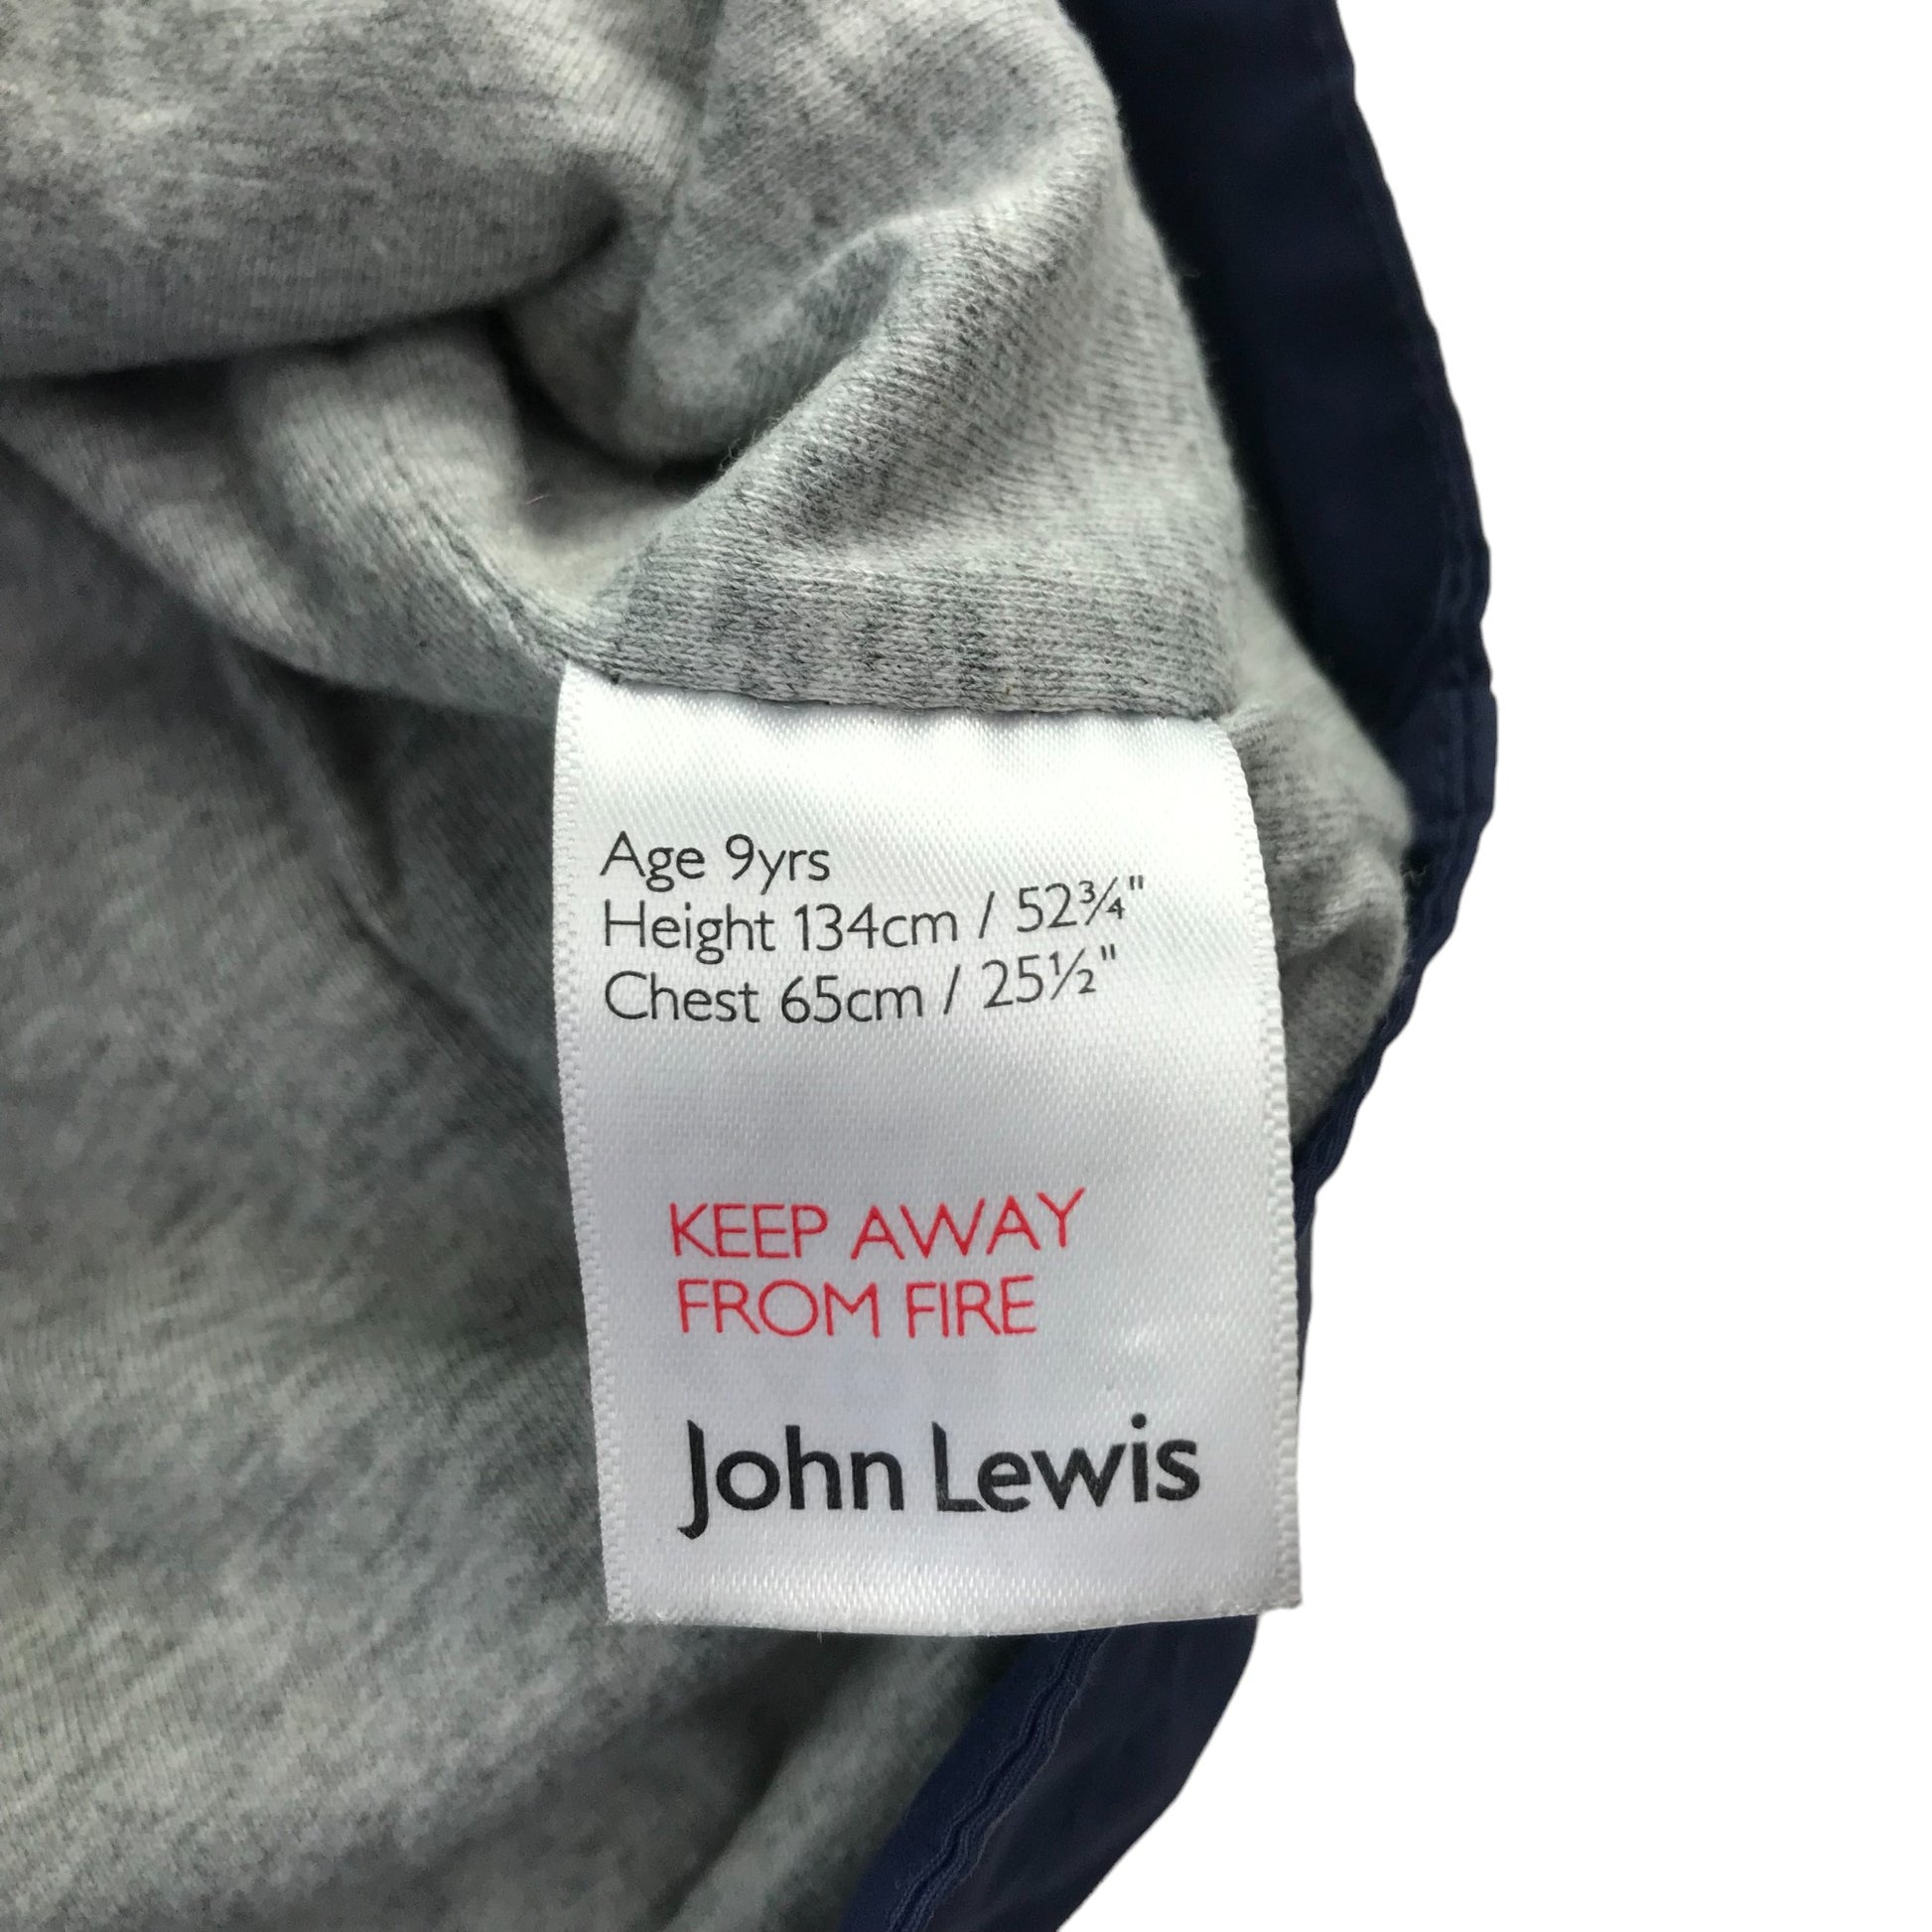 Age 9yrs
Height 134cm / 52¾"
Chest 65cm / 25½"
KEEP AWAY
FROM FIRE
John Lewis